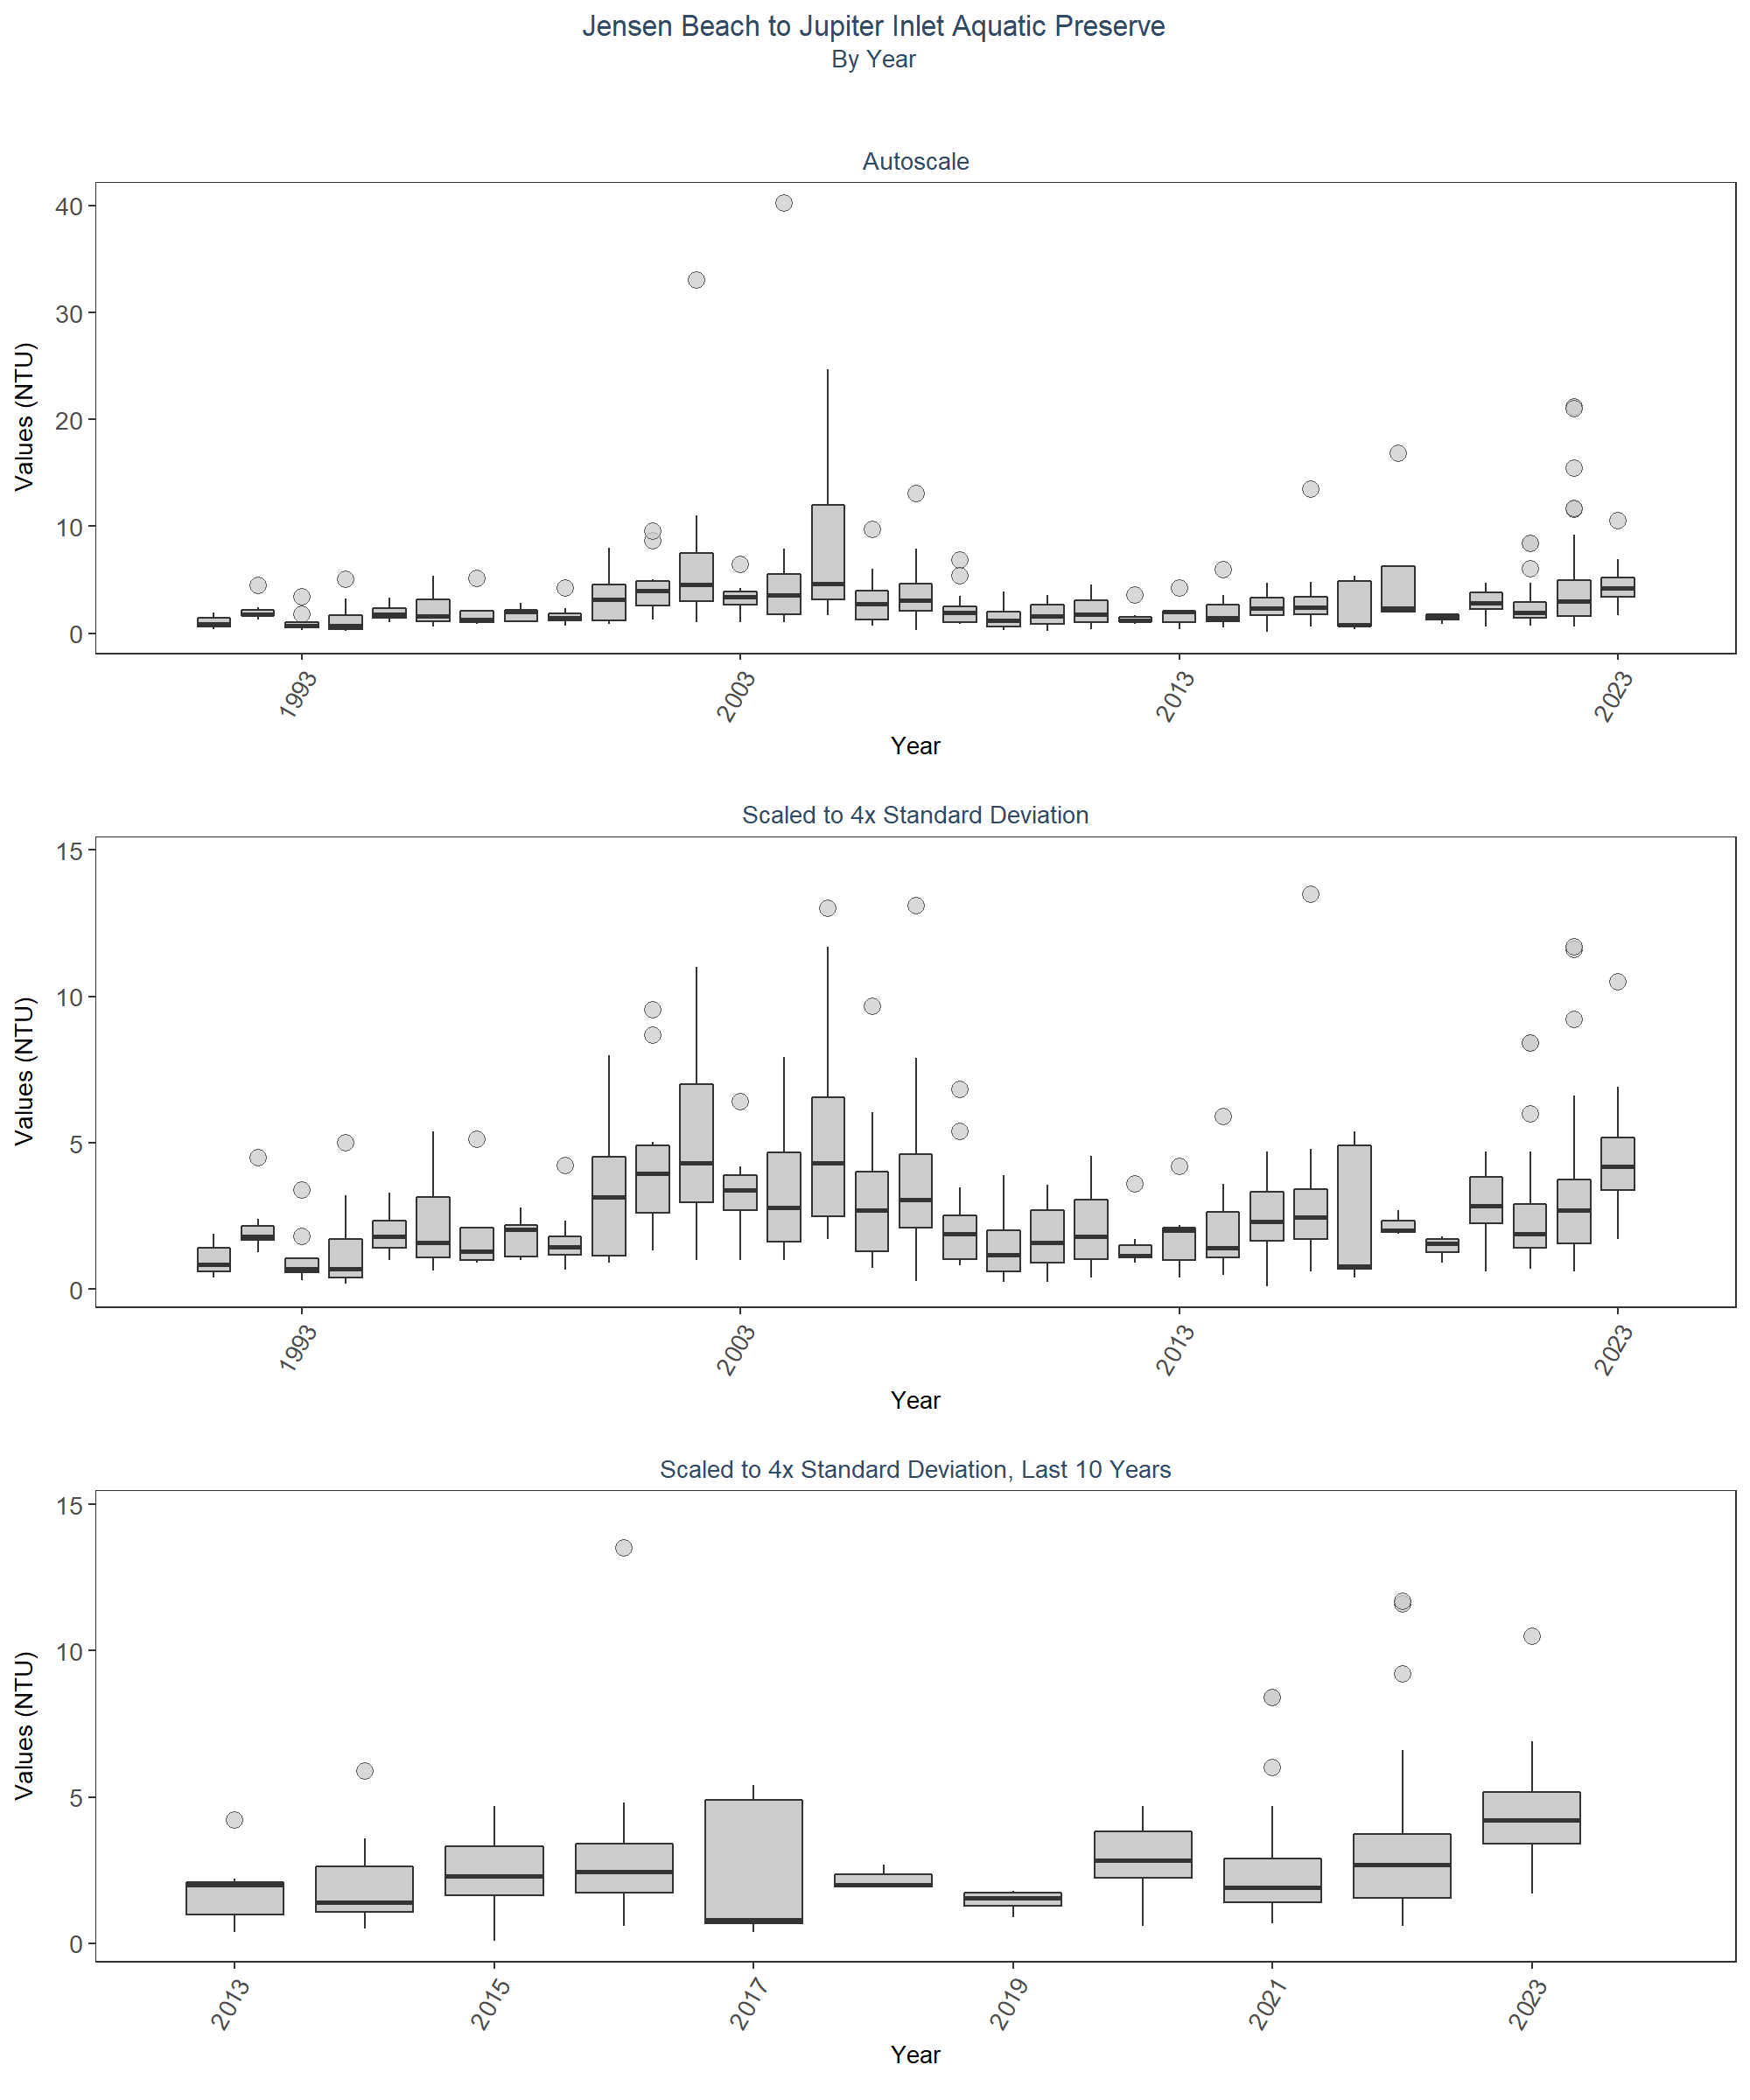 Jensen Beach to Jupiter Inlet Aquatic Preserve
By Year
Autoscale
Values (NTU)
40
30
20
10
0
1993
2003
2013
2023
Year
Scaled to 4x Standard Deviation
Values (NTU)
15
10
5
0
1993
2003
2013
2023
Year
Scaled to 4x Standard Deviation, Last 10 Years
Values (NTU)
15
10
5
0
2013
2015
2017
2019
2021
2023
Year